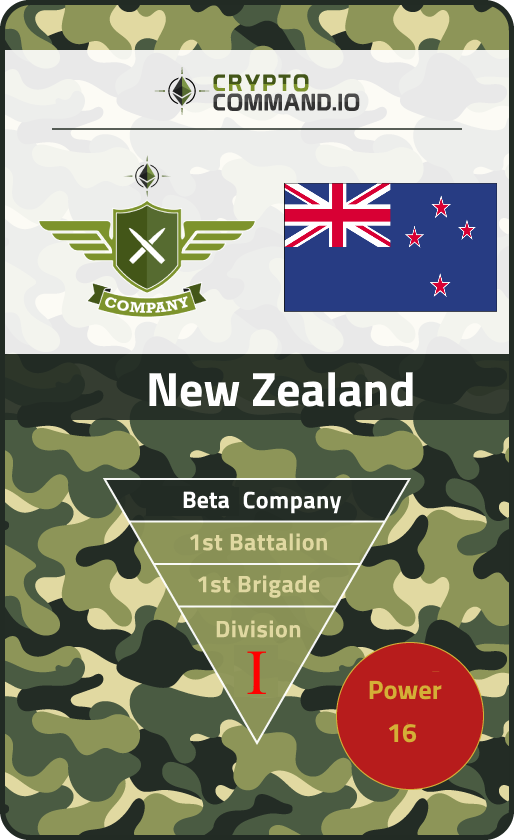 CRYPTO
COMMAND.IO
COMPANY
New Zealand
Beta Company
1st Battalion
1st Brigade
Division
I
Power
16